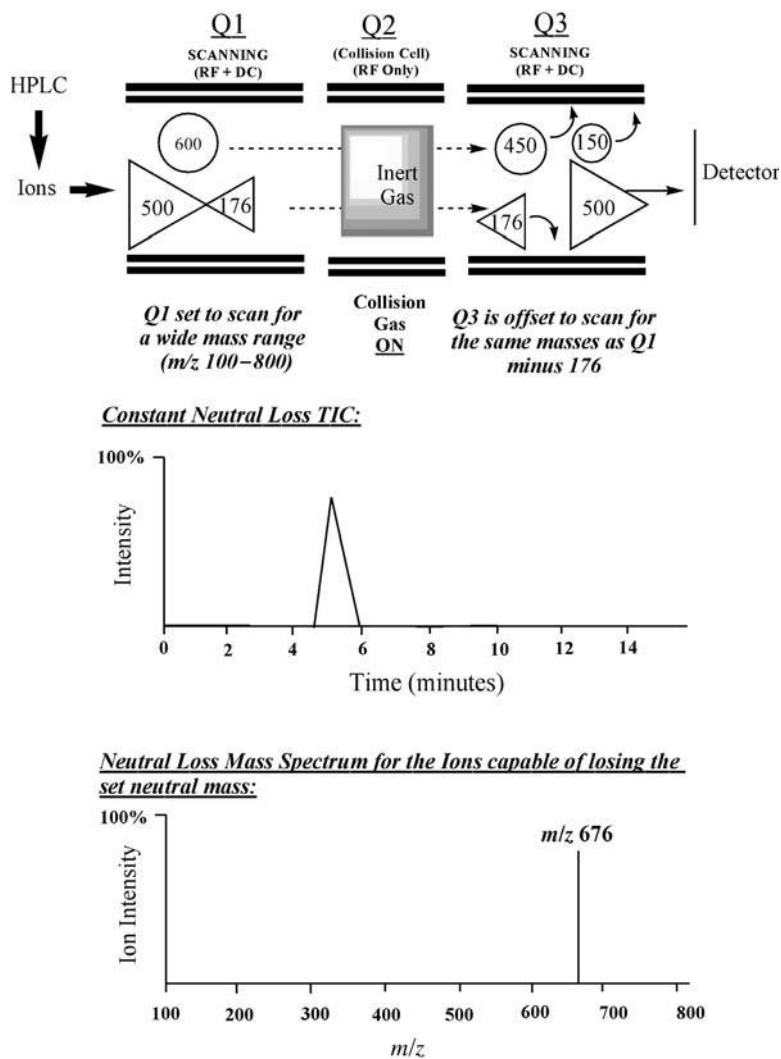 Q1 Q2 Q3
SCANNING (Collision Cell) SCANNING
(RF + DC) (RF Only) (RF + DC)
HPLC
Ions
600
500 176
Inert
Gas
450 150
176 500
Detector
Q1 set to scan for
a wide mass range
(m/z 100–800)
Collision
Gas
ON
Q3 is offset to scan for
the same masses as Q1
minus 176
Constant Neutral Loss TIC:
100%
Intensity
0 2 4 6 8 10 12 14
Time (minutes)
Neutral Loss Mass Spectrum for the Ions capable of losing the
set neutral mass:
100%
m/z 676
Ion Intensity
100 200 300 400 500 600 700 800
m/z